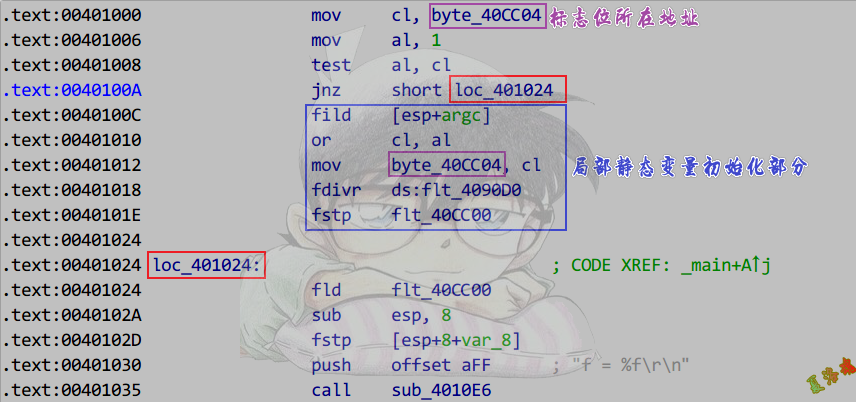 .text:00401000 mov cl, byte_40CC04 标志位所在地址
.text:00401006 mov al, 1
.text:00401008 test al, cl
.text:0040100A jnz short loc_401024
.text:0040100C fild [esp+argc]
.text:00401010 or cl, al
.text:00401012 mov byte_40CC04, cl 局部静态变量初始化部分
.text:00401018 fdivr ds:flt_4090D0
.text:0040101E fstp flt_40CC00
.text:00401024
.text:00401024 loc_401024: ; CODE XREF: _main+A↑j
.text:00401024 fld flt_40CC00
.text:0040102A sub esp, 8
.text:0040102D fstp [esp+8+var_8]
.text:00401030 push offset aFF ; "f = %f\r\n"
.text:00401035 call sub_4010E6